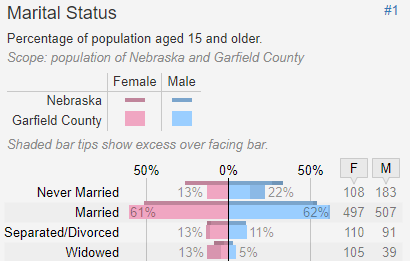 Marital Status #1
Percentage of population aged 15 and older.
Scope: population of Nebraska and Garfield County
Female Male
Nebraska
Garfield County
Shaded bar tips show excess over facing bar.
50% 0% 50% F M
Never Married 13% 22% 108 183
Married 61% 62% 497 507
Separated/Divorced 13% 11% 110 91
Widowed 13% 5% 105 39